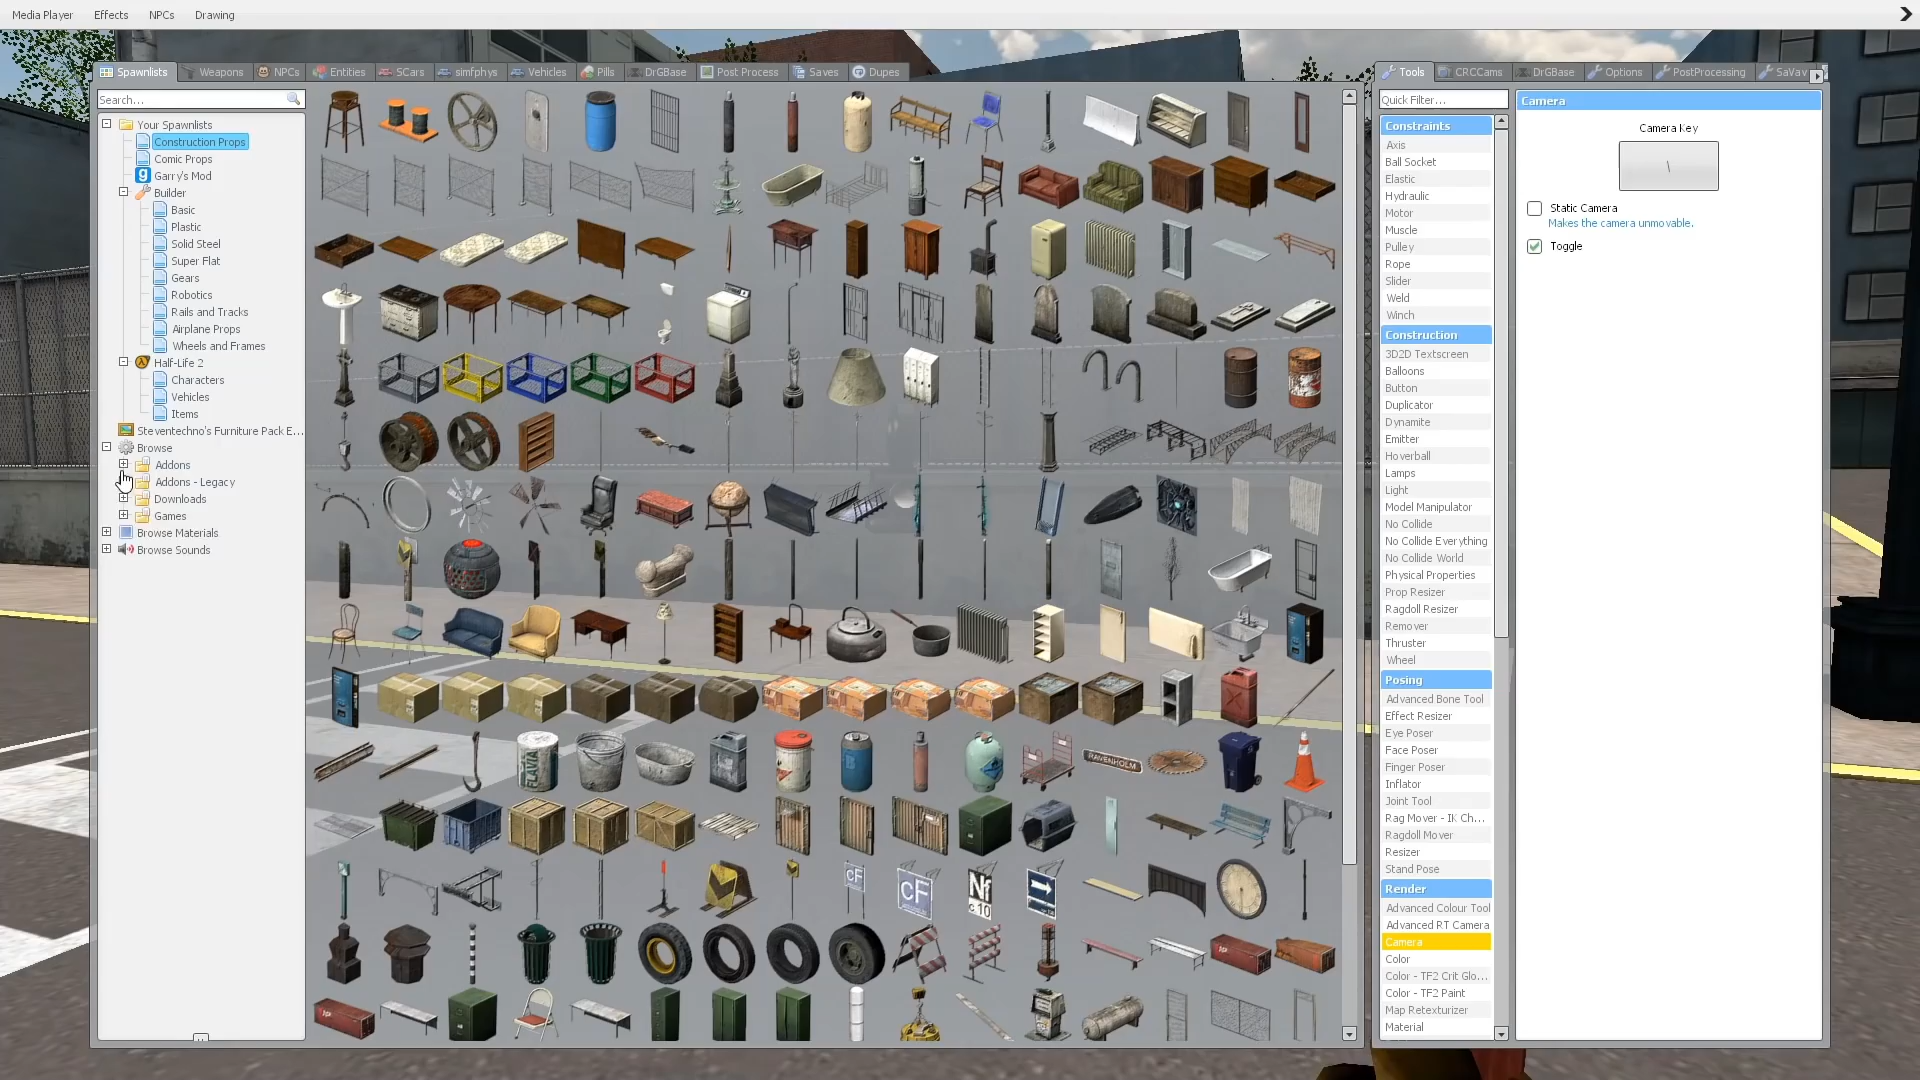 Media Player Effects NPCs Drawing
Spawnlists Weapons NPCs Entities SCars simfphys Vehicles Pills DrGBase Post Process Saves Dupes
Search...
Your Spawnlists
Construction Props
Comic Props
Garry's Mod
Builder
Basic
Plastic
Solid Steel
Super Flat
Gears
Robotics
Rails and Tracks
Airplane Props
Wheels and Frames
Half-Life 2
Characters
Vehicles
Items
Steventechno's Furniture Pack E...
Browse
Addons
Addons - Legacy
Downloads
Games
Browse Materials
Browse Sounds
FLAVIA
RAVENHOLM
CF
CF
Nf
c 10
Tools CRCCams DrGBase Options PostProcessing SaVav
Quick Filter...
Constraints
Axis
Ball Socket
Elastic
Hydraulic
Motor
Muscle
Pulley
Rope
Slider
Weld
Winch
Construction
3D2D Textscreen
Balloons
Button
Duplicator
Dynamite
Emitter
Hoverball
Lamps
Light
Model Manipulator
No Collide
No Collide Everything
No Collide World
Physical Properties
Prop Resizer
Ragdoll Resizer
Remover
Thruster
Wheel
Posing
Advanced Bone Tool
Effect Resizer
Eye Poser
Face Poser
Finger Poser
Inflator
Joint Tool
Rag Mover - IK Ch...
Ragdoll Mover
Resizer
Stand Pose
Render
Advanced Colour Tool
Advanced RT Camera
Camera
Color
Color - TF2 Crit Glo...
Color - TF2 Paint
Map Retexturizer
Material
Camera
Camera Key
\
Static Camera
Makes the camera unmovable.
Toggle